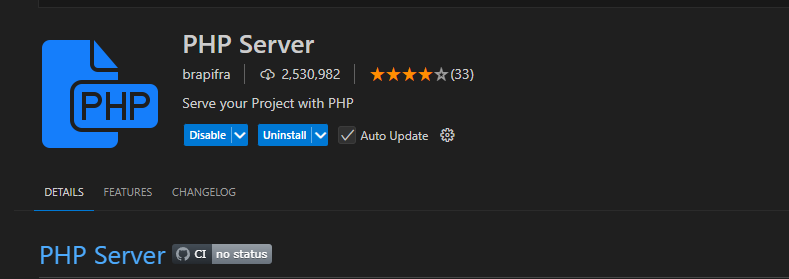 PHP Server
PHP
brapifra 2,530,982 (33)
Serve your Project with PHP
Disable Uninstall Auto Update
DETAILS FEATURES CHANGELOG
PHP Server CI no status